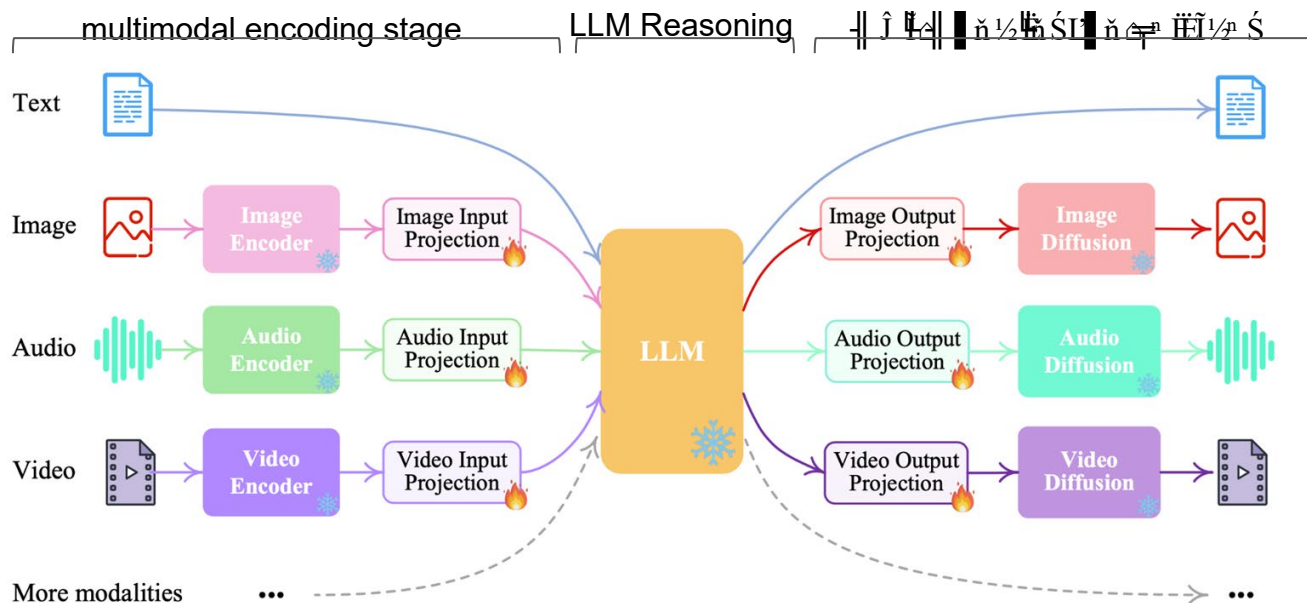 multimodal encoding stage
LLM Reasoning
Text
Image
Image
Encoder
Image Input
Projection
Image Output
Projection
Image
Diffusion
Audio
Audio
Encoder
Audio Input
Projection
LLM
Audio Output
Projection
Audio
Diffusion
Video
Video
Encoder
Video Input
Projection
Video Output
Projection
Video
Diffusion
More modalities
...
...